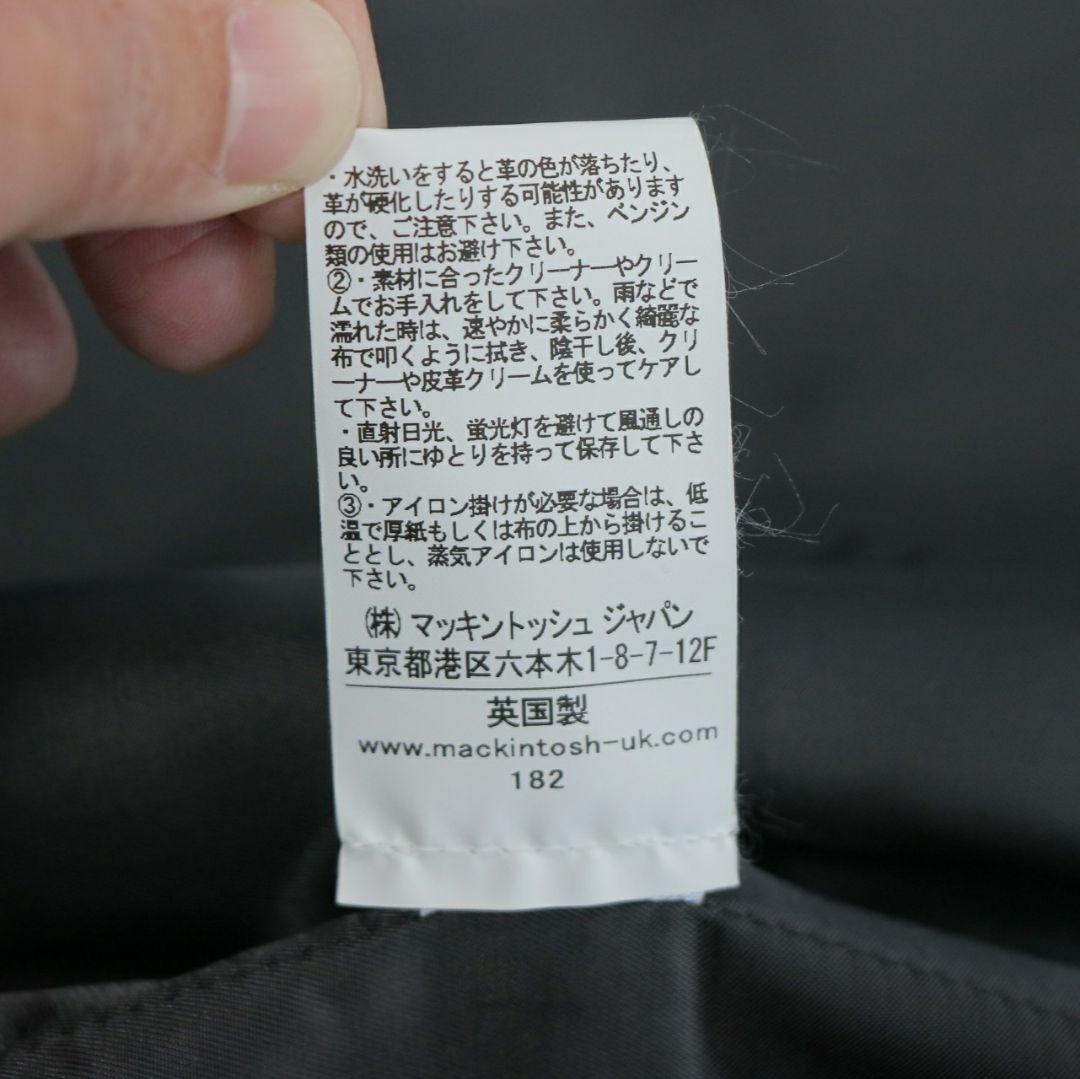 ・水洗いをすると革の色が落ちたり、
革が硬化したりする可能性があります
ので、ご注意下さい。また、ベンジン
類の使用はお避け下さい。
②・素材に合ったクリーナーやクリー
ムでお手入れをして下さい。雨などで
濡れた時は、速やかに柔らかく綺麗な
布で叩くように拭き、陰干し後、クリ
ーナーや皮革クリームを使ってケアし
て下さい。
・直射日光、蛍光灯を避けて風通しの
良い所にゆとりを持って保存して下さ
い。
③・アイロン掛けが必要な場合は、低
温で厚紙もしくは布の上から掛けるこ
ととし、蒸気アイロンは使用しないで
下さい。
㈱ マッキントッシュ ジャパン
東京都港区六本木1-8-7-12F
英国製
www.mackintosh-uk.com
182